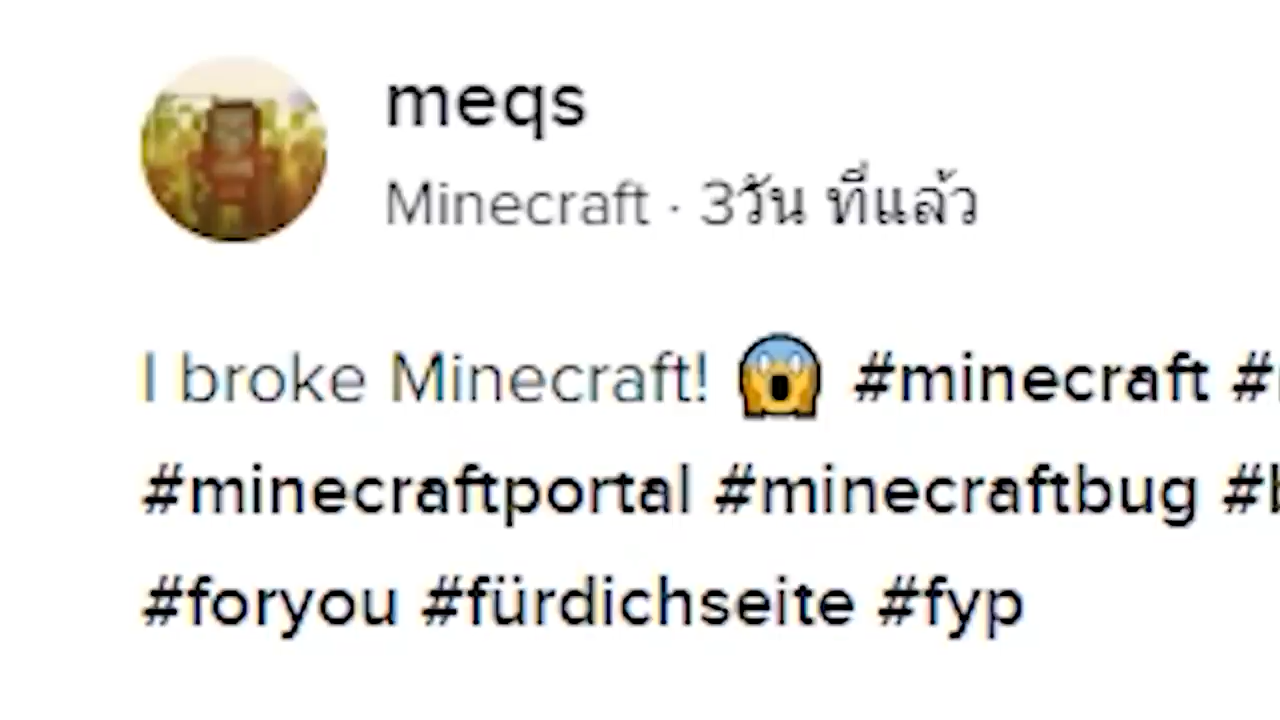 meqs
Minecraft · 3วัน ที่แล้ว
I broke Minecraft! 😱 #minecraft
#minecraftportal #minecraftbug
#foryou #fürdichseite #fyp